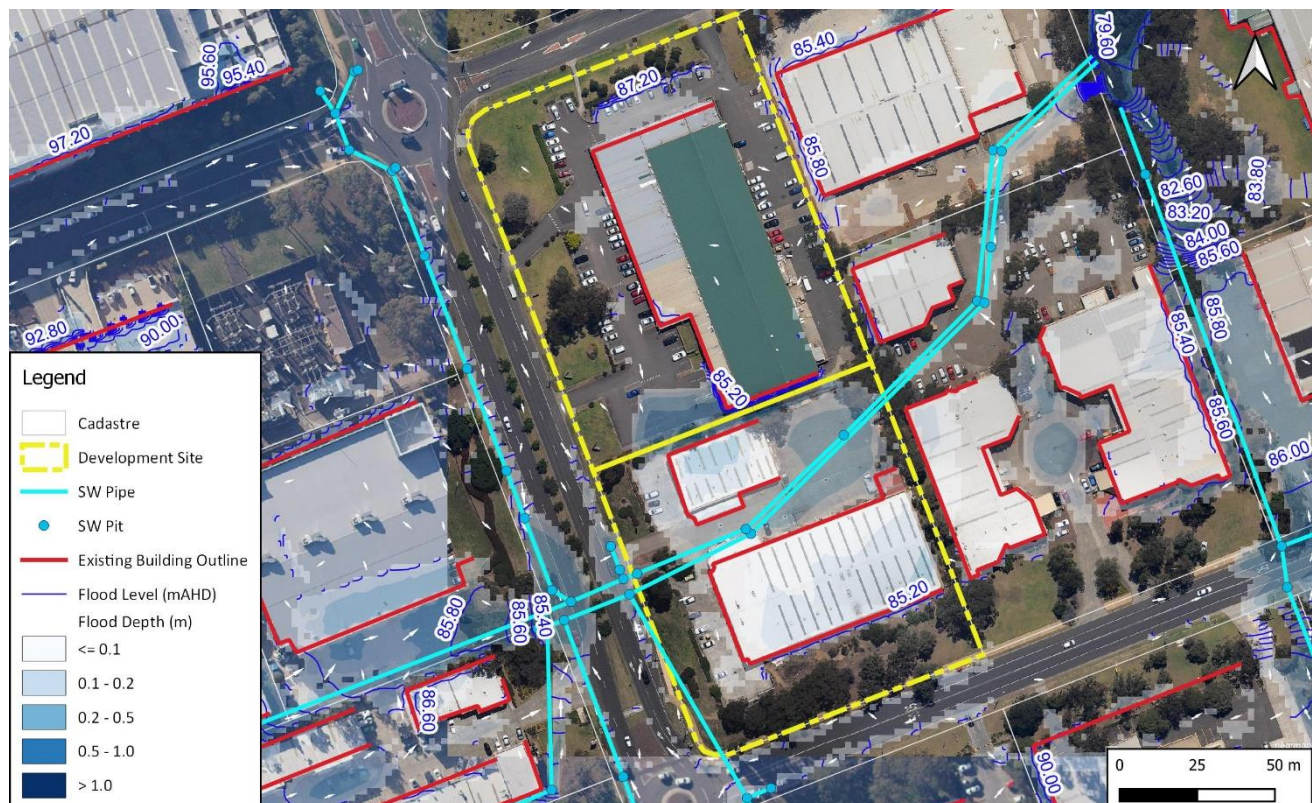 79.60
95.60
95.40
85.40
87.20
97.20
85.80
82.60
83.80
83.20
84.00
85.60
92.80
90.00
85.80
85.40
85.20
85.60
86.00
85.20
85.80
85.60
85.40
86.60
90.00
Legend
Cadastre
Development Site
SW Pipe
SW Pit
Existing Building Outline
Flood Level (mAHD)
Flood Depth (m)
<= 0.1
0.1 - 0.2
0.2 - 0.5
0.5 - 1.0
> 1.0
0 25 50 m